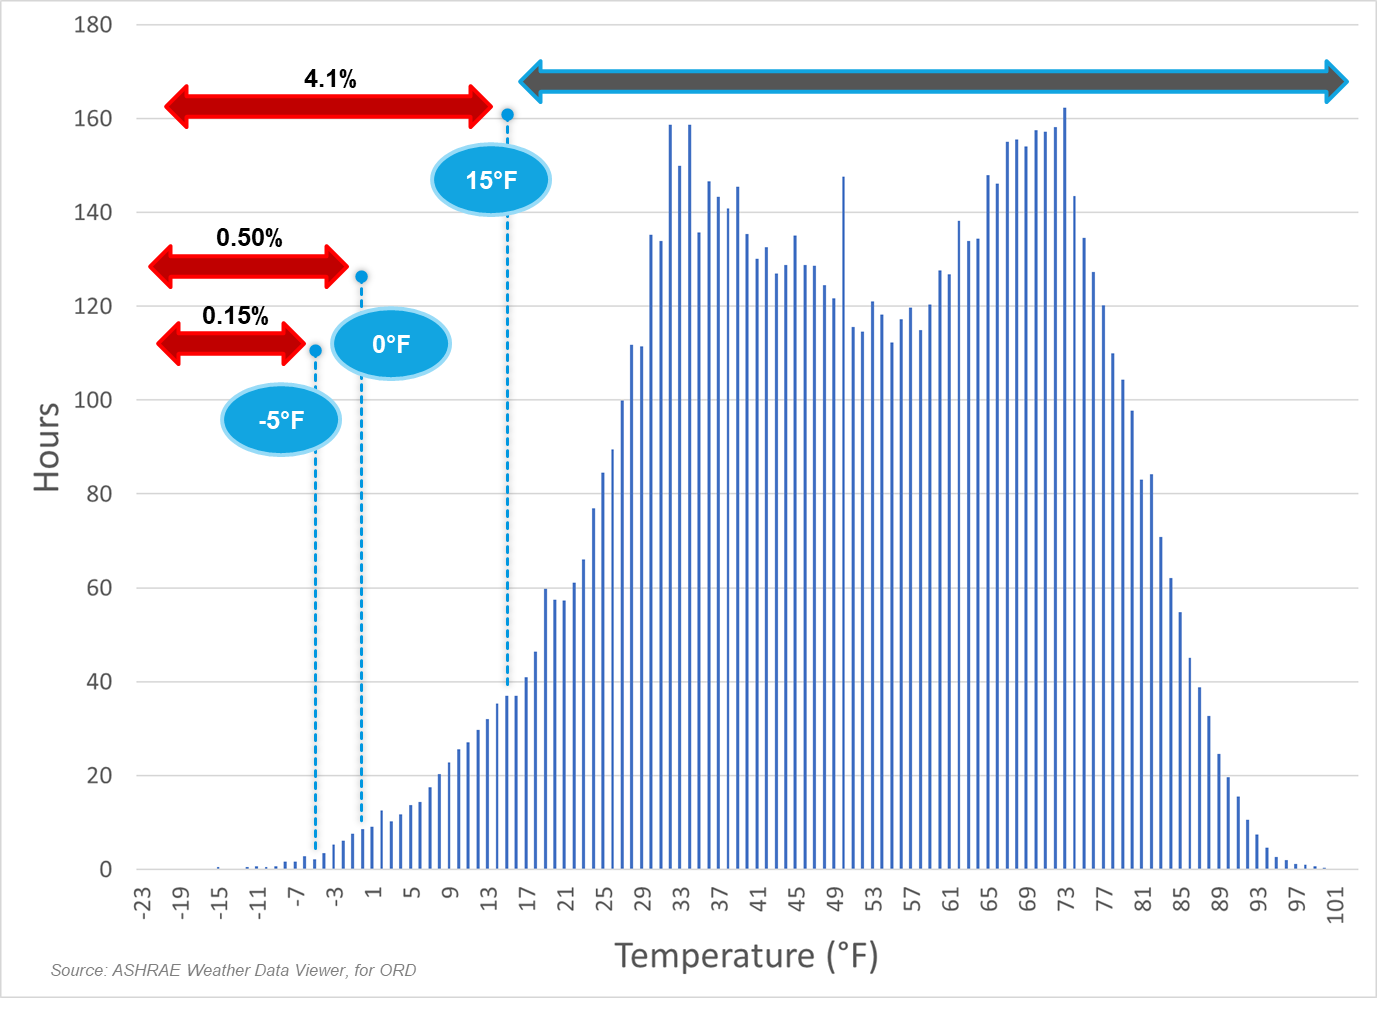 180
160
140
120
100
80
60
40
20
0
Hours
4.1%
15°F
0.50%
0°F
0.15%
-5°F
-23 -19 -15 -11 -7 -3 1 5 9 13 17 21 25 29 33 37 41 45 49 53 57 61 65 69 73 77 81 85 89 93 97 101
Temperature (°F)
Source: ASHRAE Weather Data Viewer, for ORD